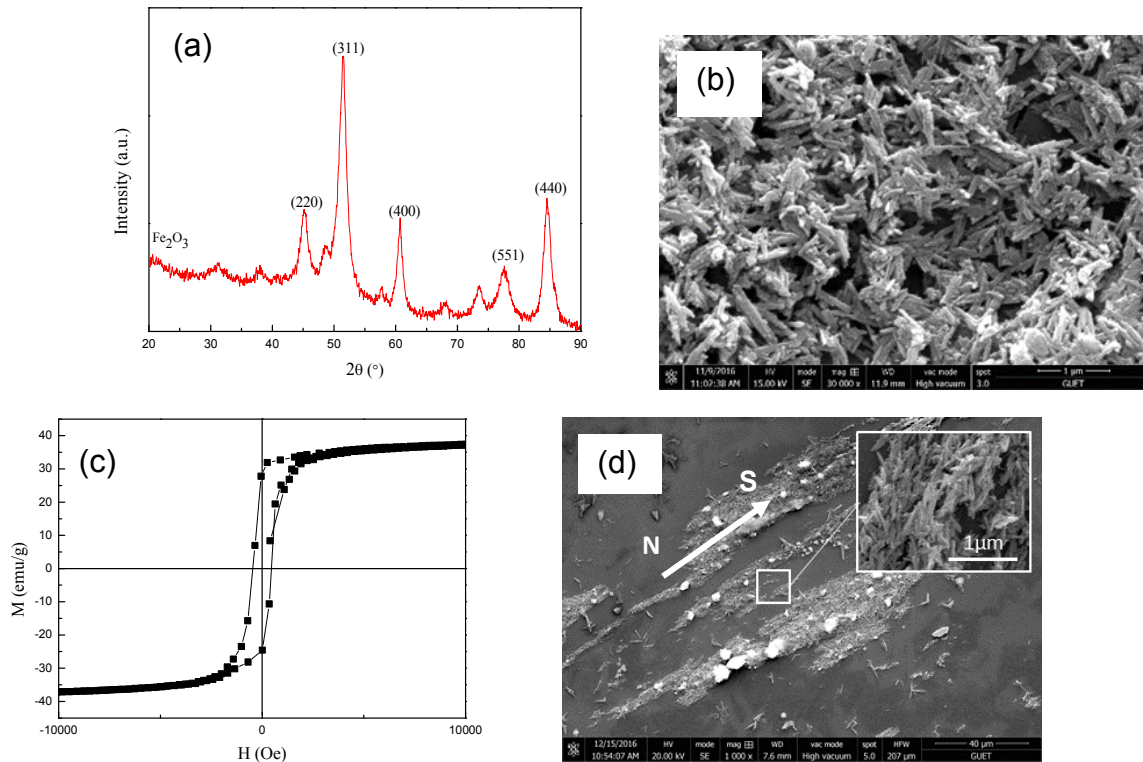 (a)
(311)
(440)
(220)
(400)
(551)
Fe2O3
Intensity (a.u.)
20 30 40 50 60 70 80 90
2θ (°)
(b)
11/9/2016 HV mode mag WD vac mode spot 1 µm
11:02:38 AM 15.00 kV SE 30 000 x 11.9 mm High vacuum 3.0 GUET
(c)
40
30
20
10
0
-10
-20
-30
-40
M (emu/g)
-10000 0 10000
H (Oe)
(d)
S
N
1µm
12/15/2016 HV mode mag WD vac mode spot HFW 40 µm
10:54:07 AM 20.00 kV SE 1 000 x 7.6 mm High vacuum 5.0 207 µm GUET